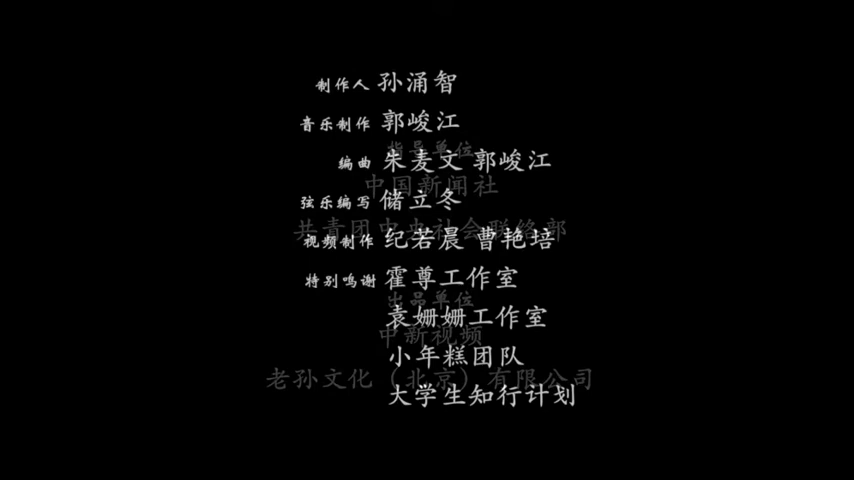 制作人 孙涌智
音乐制作 郭峻江
指导单位
编曲 朱麦文 郭峻江
中国新闻社
弦乐编写 储立冬
共青团中央社会联络部
视频制作 纪若晨 曹艳培
特别鸣谢 霍尊工作室
出品单位
袁姗姗工作室
中新视频
小年糕团队
老孙文化（北京）有限公司
大学生知行计划